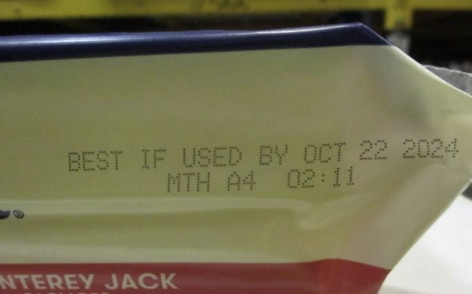 BEST IF USED BY OCT 22 2024
MTH A4 02:11
®
NTEREY JACK